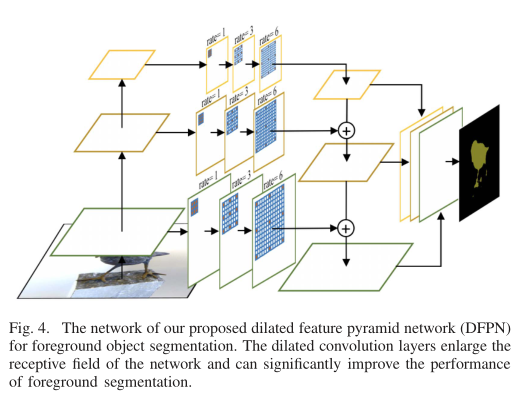 rate= 1
rate= 3
rate= 6
rate= 1
rate= 3
rate= 6
rate= 1
rate= 3
rate= 6
Fig. 4. The network of our proposed dilated feature pyramid network (DFPN)
for foreground object segmentation. The dilated convolution layers enlarge the
receptive field of the network and can significantly improve the performance
of foreground segmentation.